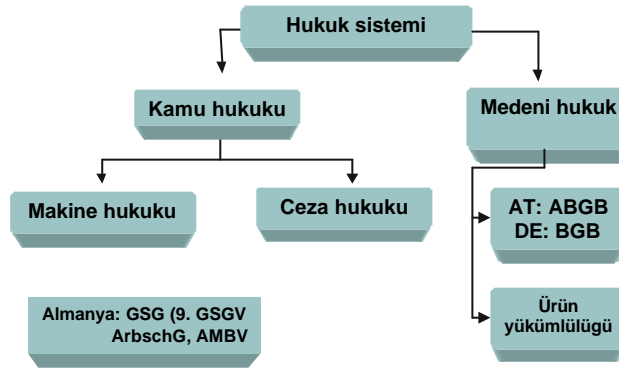 Hukuk sistemi
Kamu hukuku
Medeni hukuk
Makine hukuku
Ceza hukuku
AT: ABGB
DE: BGB
Almanya: GSG (9. GSGV
ArbschG, AMBV
Ürün
yükümlülügü